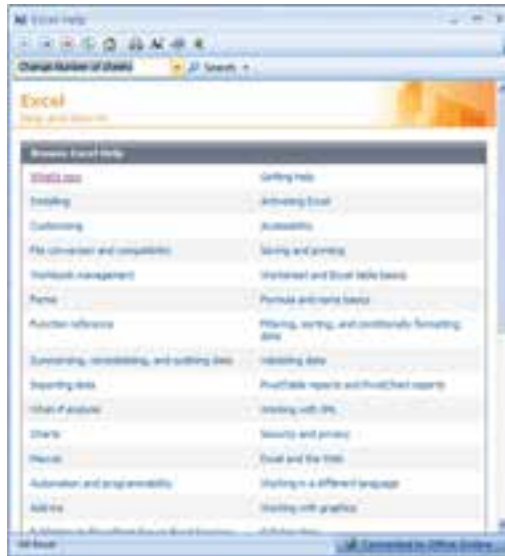 Excel Help
Change Number of Sheets
Search
Excel
Browse Excel Help
What's new
Getting help
Installing
Activating Excel
Customizing
Accessibility
File conversion and compatibility
Saving and printing
Workbook management
Worksheet and Excel table basics
Forms
Formula and name basics
Function reference
Filtering, sorting, and conditionally formatting data
Summarizing, consolidating, and outlining data
Validating data
Importing data
PivotTable reports and PivotChart reports
What-if analysis
Working with XML
Charts
Security and privacy
Macros
Excel and the Web
Automation and programmability
Working in a different language
Add-ins
Working with graphics
All Excel
Connected to Office Online